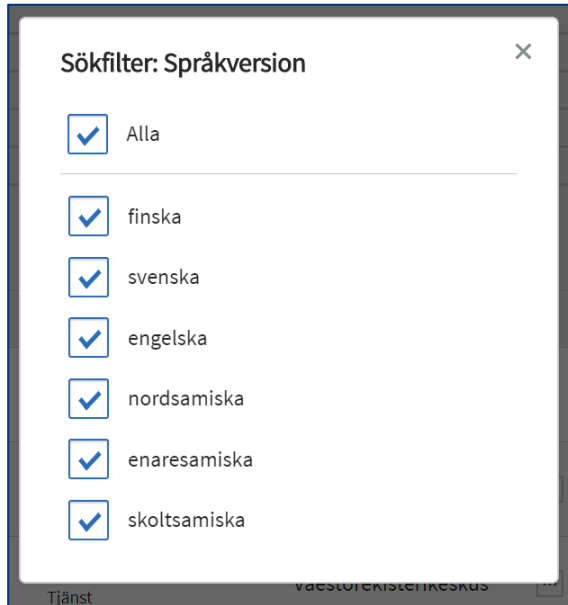 Sökfilter: Språkversion
Alla
finska
svenska
engelska
nordsamiska
enaresamiska
skoltsamiska
Väestörekisterikeskus
Tjänst